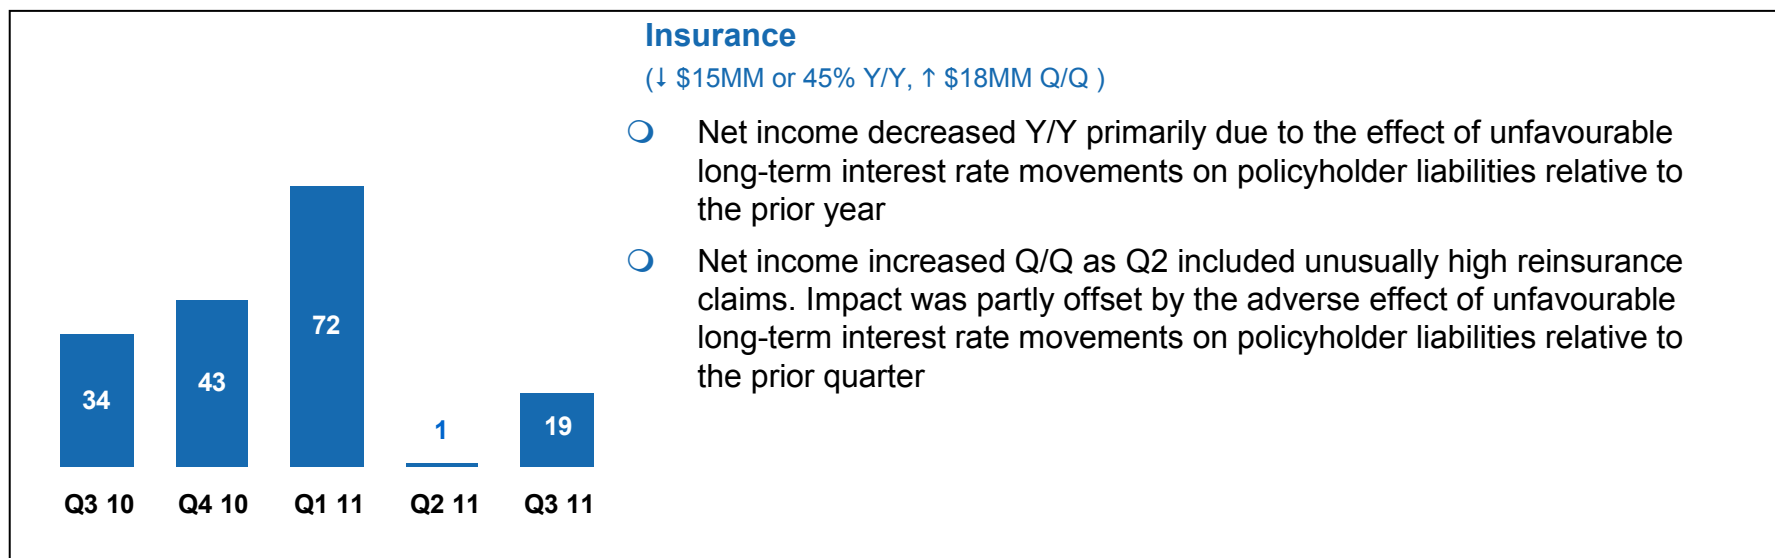 Insurance
(↓ $15MM or 45% Y/Y, ↑ $18MM Q/Q )
Net income decreased Y/Y primarily due to the effect of unfavourable
long-term interest rate movements on policyholder liabilities relative to
the prior year
Net income increased Q/Q as Q2 included unusually high reinsurance
claims. Impact was partly offset by the adverse effect of unfavourable
long-term interest rate movements on policyholder liabilities relative to
the prior quarter
34
43
72
1
19
Q3 10
Q4 10
Q1 11
Q2 11
Q3 11